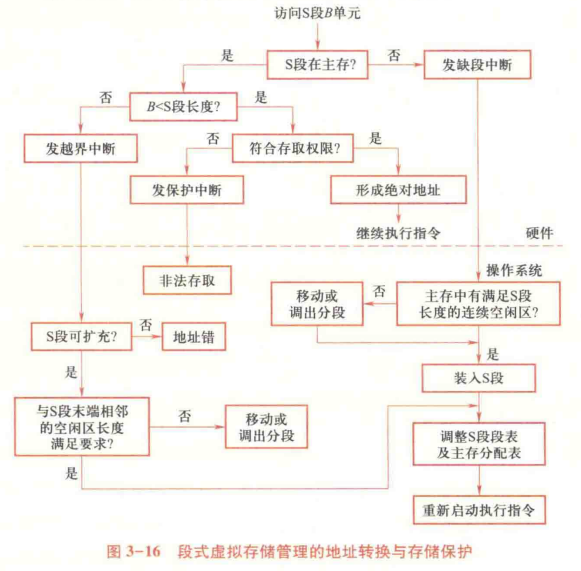 访问S段B单元
是
S段在主存?
否
发缺段中断
否
B<S段长度?
是
发越界中断
否
符合存取权限?
是
发保护中断
形成绝对地址
继续执行指令
硬件
操作系统
非法存取
移动或
调出分段
否
主存中有满足S段
长度的连续空闲区?
S段可扩充?
否
地址错
是
装入S段
是
与S段末端相邻
的空闲区长度
满足要求?
否
移动或
调出分段
调整S段段表
及主存分配表
是
重新启动执行指令
图 3-16 段式虚拟存储管理的地址转换与存储保护